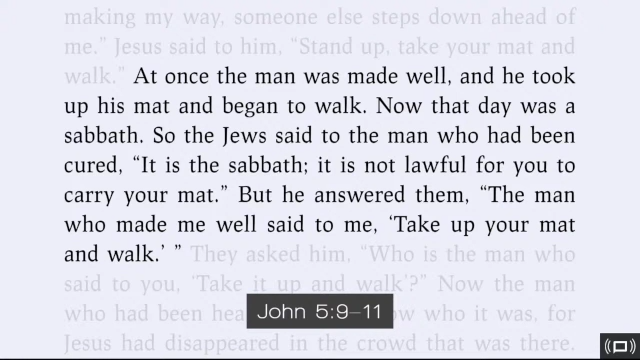 making my way, someone else steps down ahead of
me.” Jesus said to him, “Stand up, take your mat and
walk.” At once the man was made well, and he took
up his mat and began to walk. Now that day was a
sabbath. So the Jews said to the man who had been
cured, “It is the sabbath; it is not lawful for you to
carry your mat.” But he answered them, “The man
who made me well said to me, ‘Take up your mat
and walk.’ ” They asked him, “Who is the man who
said to you, ‘Take it up and walk’?” Now the man
who had been hea ow who it was, for
John 5:9–11
Jesus had disappeared in the crowd that was there.